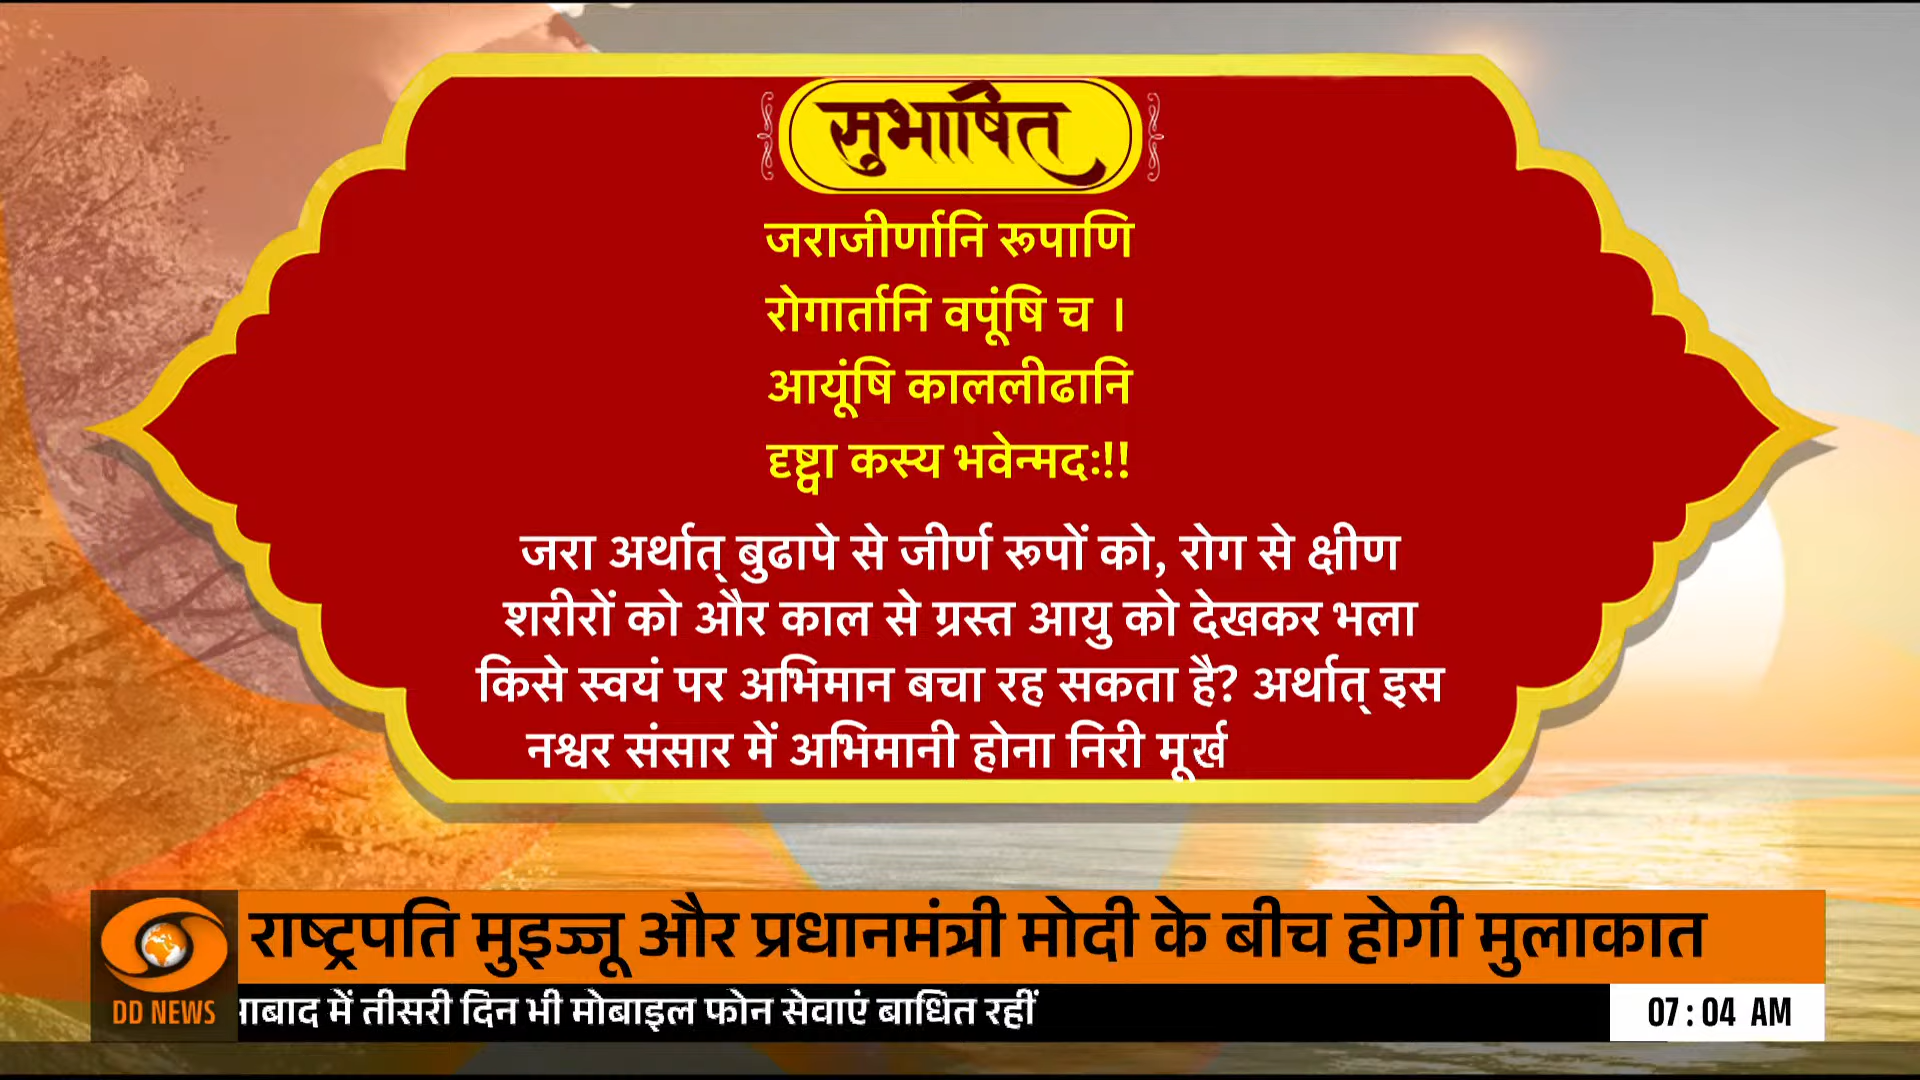 सुभाषित
जराजीर्णानि रूपाणि
रोगार्तानि वपूंषि च ।
आयूंषि काललीढानि
दृष्ट्वा कस्य भवेन्मदः!!
जरा अर्थात् बुढापे से जीर्ण रूपों को, रोग से क्षीण
शरीरों को और काल से ग्रस्त आयु को देखकर भला
किसे स्वयं पर अभिमान बचा रह सकता है? अर्थात् इस
नश्वर संसार में अभिमानी होना निरी मूर्ख
राष्ट्रपति मुइज्जू और प्रधानमंत्री मोदी के बीच होगी मुलाकात
DD NEWS
ाबाद में तीसरी दिन भी मोबाइल फोन सेवाएं बाधित रहीं
07:04 AM